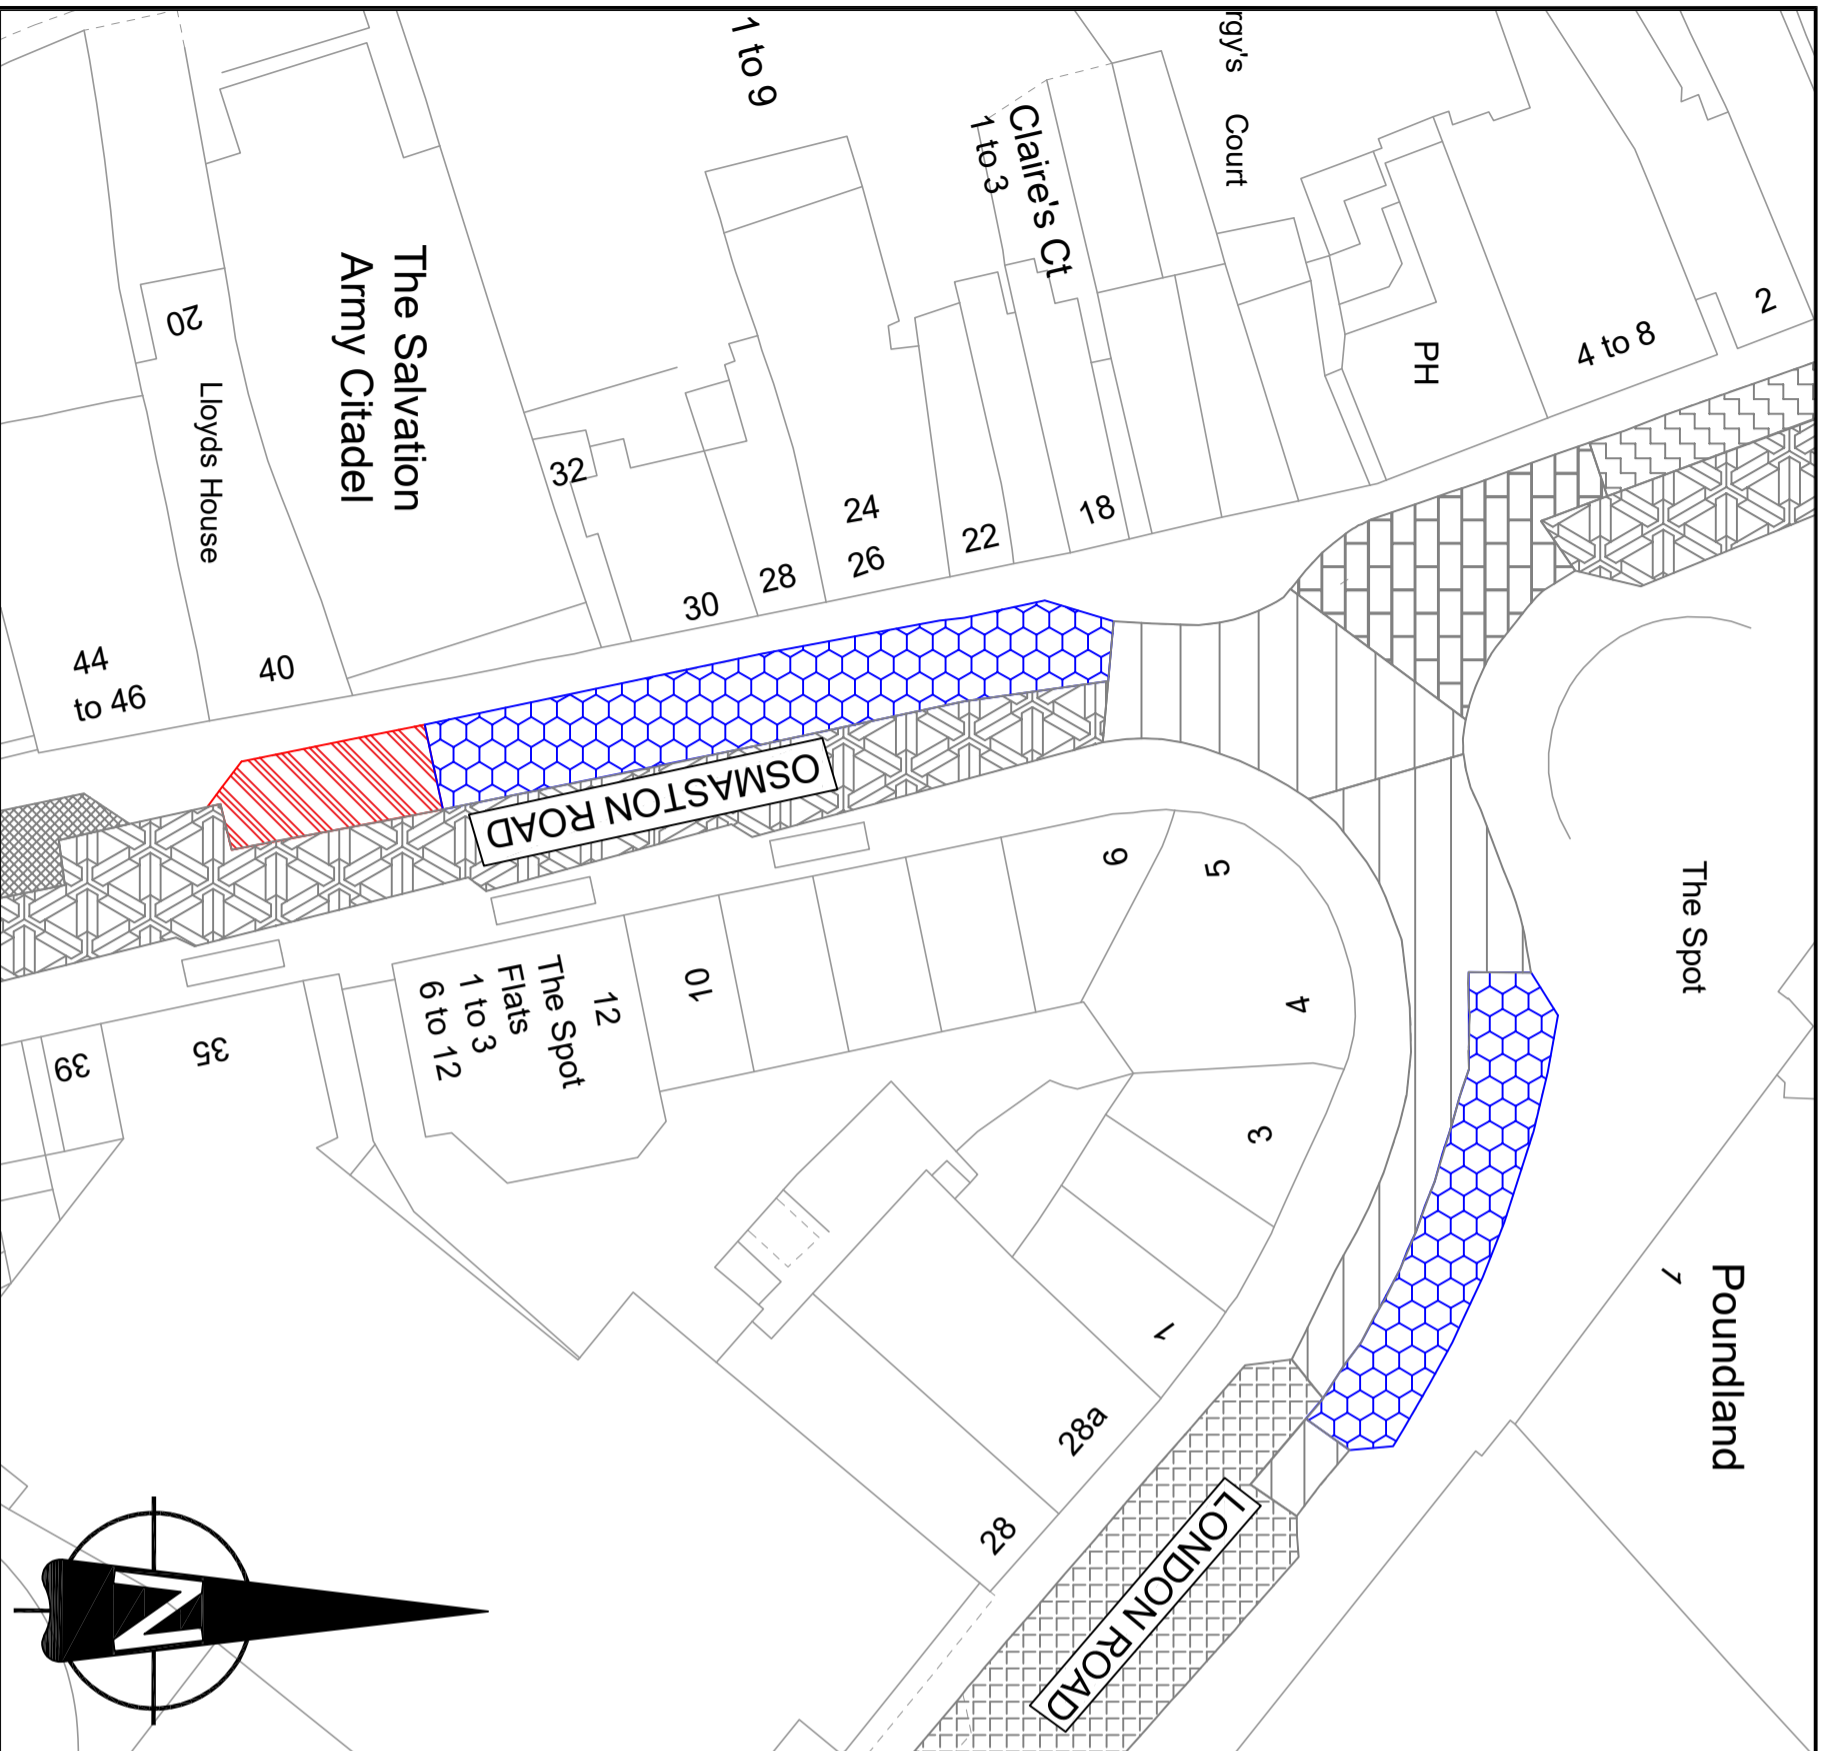 1 to 9
Claire's Ct
1 to 3
rgy's Court
2
4 to 8
PH
20
Lloyds House
The Salvation
Army Citadel
32
24
26
22
18
28
30
40
44
to 46
OSMASTON ROAD
6
5
4
3
1
The Spot
10
12
The Spot
Flats
1 to 3
6 to 12
35
39
Poundland
28a
28
LONDON ROAD
N